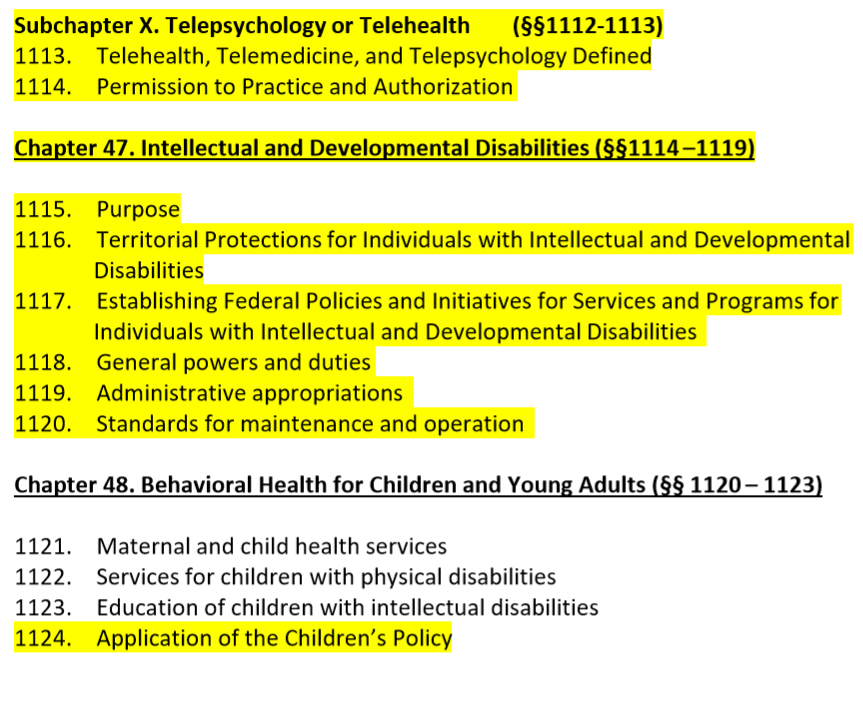 Subchapter X. Telepsychology or Telehealth (§§1112-1113)
1113. Telehealth, Telemedicine, and Telepsychology Defined
1114. Permission to Practice and Authorization
Chapter 47. Intellectual and Developmental Disabilities (§§1114–1119)
1115. Purpose
1116. Territorial Protections for Individuals with Intellectual and Developmental
Disabilities
1117. Establishing Federal Policies and Initiatives for Services and Programs for
Individuals with Intellectual and Developmental Disabilities
1118. General powers and duties
1119. Administrative appropriations
1120. Standards for maintenance and operation
Chapter 48. Behavioral Health for Children and Young Adults (§§ 1120 – 1123)
1121. Maternal and child health services
1122. Services for children with physical disabilities
1123. Education of children with intellectual disabilities
1124. Application of the Children’s Policy